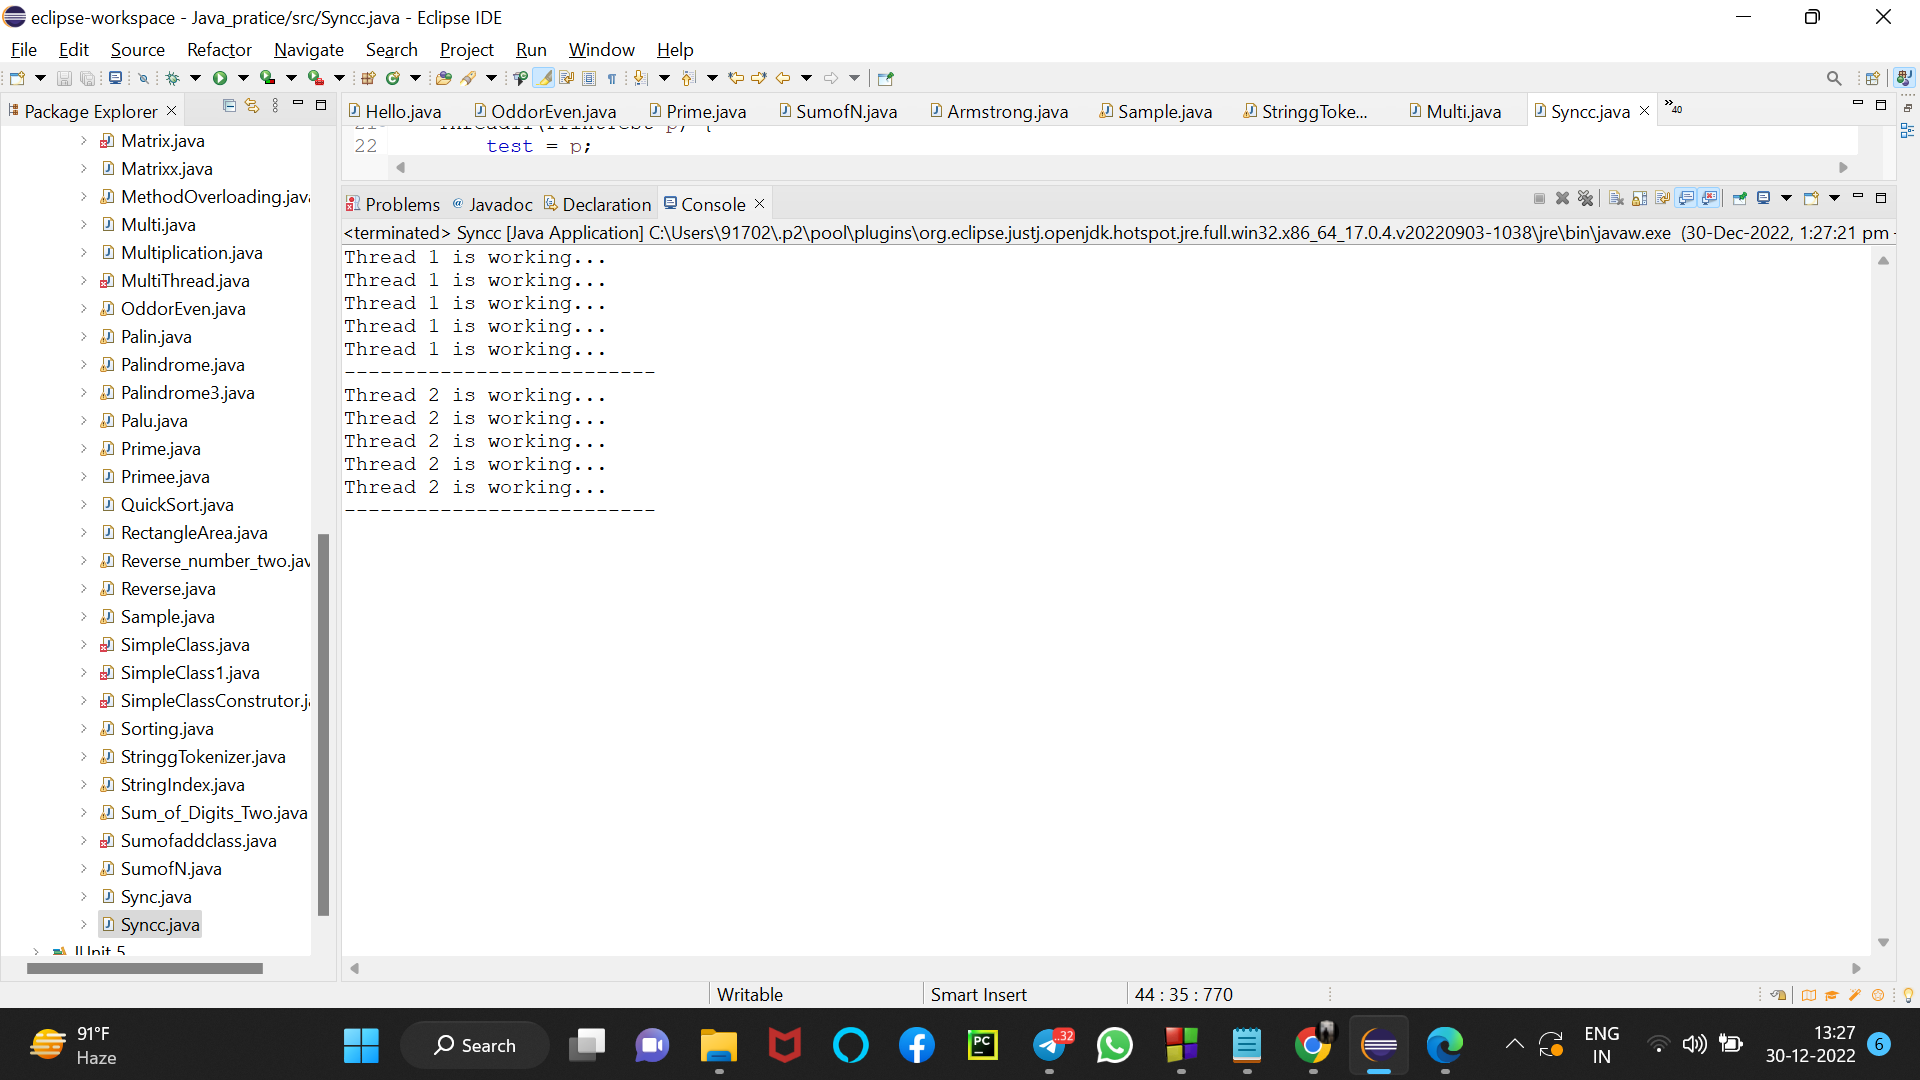 eclipse-workspace - Java_pratice/src/Syncc.java - Eclipse IDE
File Edit Source Refactor Navigate Search Project Run Window Help
Package Explorer
Hello.java OddorEven.java Prime.java SumofN.java Armstrong.java Sample.java StringgToke... Multi.java Syncc.java 40
Matrix.java
Matrixx.java
MethodOverloading.java
Multi.java
Multiplication.java
MultiThread.java
OddorEven.java
Palin.java
Palindrome.java
Palindrome3.java
Palu.java
Prime.java
Primee.java
QuickSort.java
RectangleArea.java
Reverse_number_two.jav
Reverse.java
Sample.java
SimpleClass.java
SimpleClass1.java
SimpleClassConstrutor.ja
Sorting.java
StringgTokenizer.java
StringIndex.java
Sum_of_Digits_Two.java
Sumofaddclass.java
SumofN.java
Sync.java
Syncc.java
JUnit 5
22 test = p;
Problems @ Javadoc Declaration Console
<terminated> Syncc [Java Application] C:\Users\91702\.p2\pool\plugins\org.eclipse.justj.openjdk.hotspot.jre.full.win32.x86_64_17.0.4.v20220903-1038\jre\bin\javaw.exe (30-Dec-2022, 1:27:21 pm -
Thread 1 is working...
Thread 1 is working...
Thread 1 is working...
Thread 1 is working...
Thread 1 is working...
--------------------------
Thread 2 is working...
Thread 2 is working...
Thread 2 is working...
Thread 2 is working...
Thread 2 is working...
--------------------------
Writable Smart Insert 44 : 35 : 770
91°F
Haze
Search
PC
..32
ENG
IN
13:27
30-12-2022
6